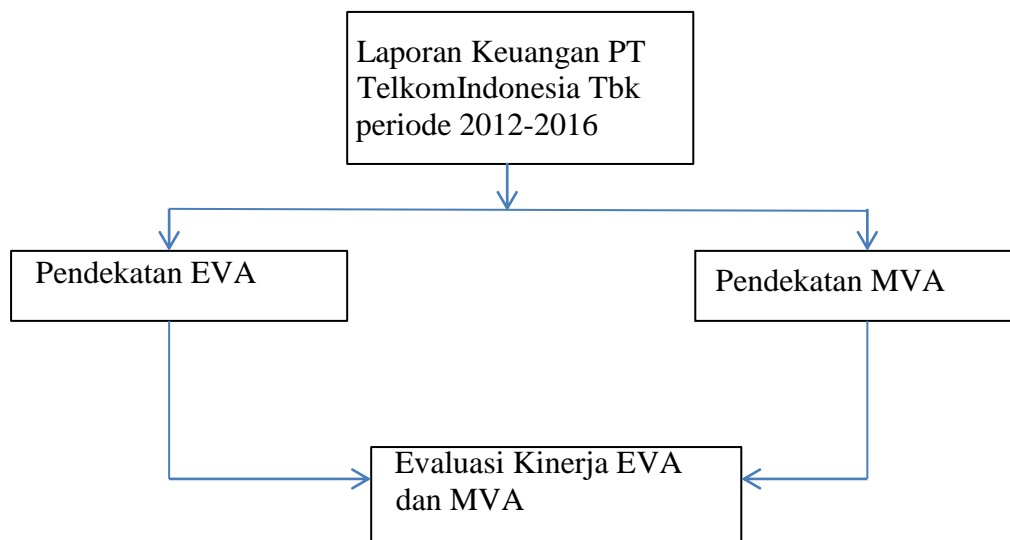 Laporan Keuangan PT
TelkomIndonesia Tbk
periode 2012-2016
Pendekatan EVA
Pendekatan MVA
Evaluasi Kinerja EVA
dan MVA